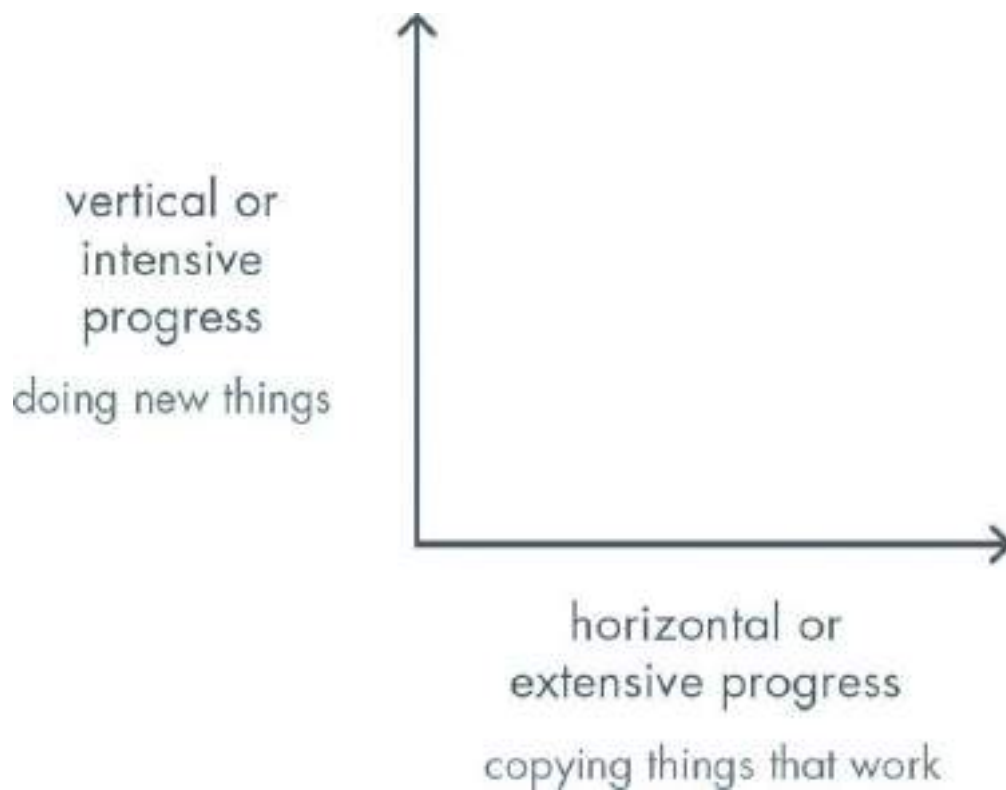 vertical or
intensive
progress
doing new things
horizontal or
extensive progress
copying things that work